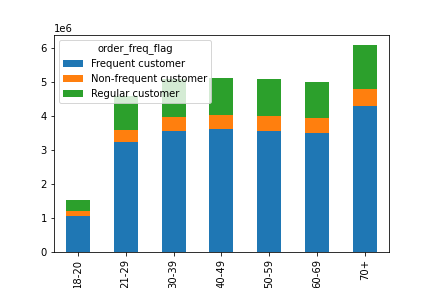 1e6
order_freq_flag
Frequent customer
Non-frequent customer
Regular customer
6
5
4
3
2
1
0
18-20
21-29
30-39
40-49
50-59
60-69
70+